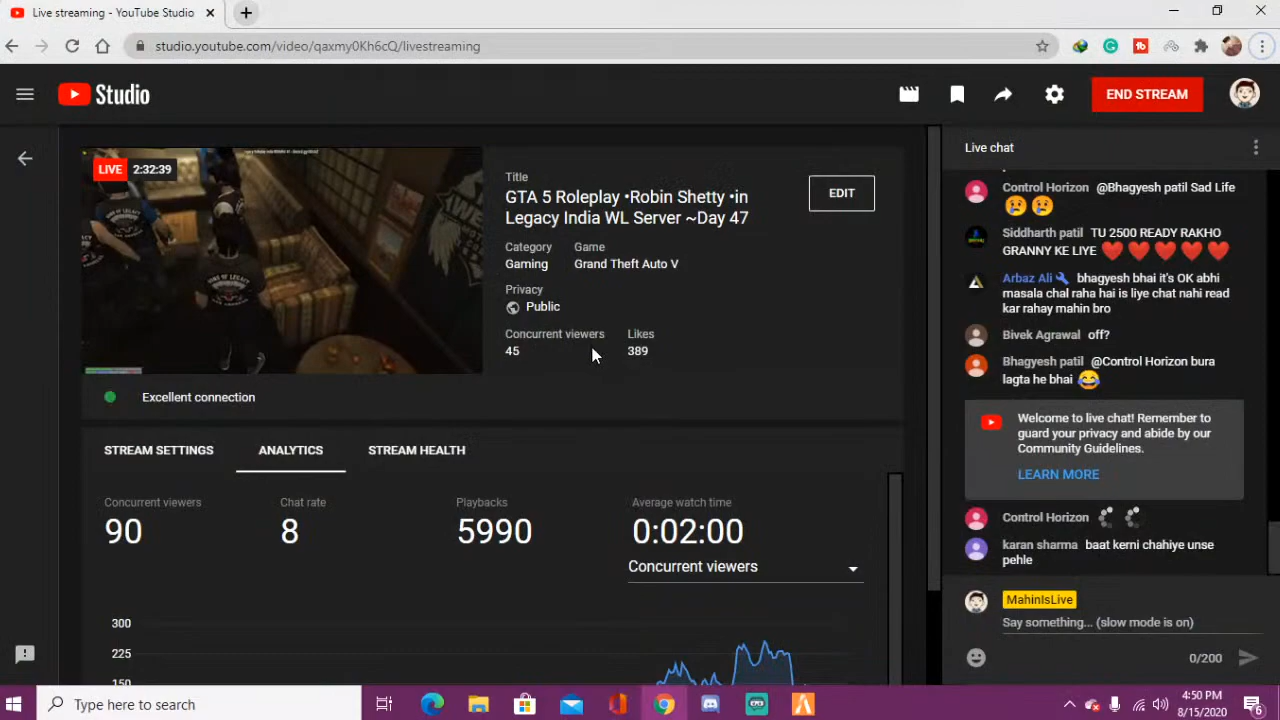 Live streaming - YouTube Studio
studio.youtube.com/video/qaxmy0Kh6cQ/livestreaming
Studio
END STREAM
LIVE 2:32:39
Title
GTA 5 Roleplay •Robin Shetty •in
Legacy India WL Server ~Day 47
EDIT
Category Game
Gaming Grand Theft Auto V
Privacy
Public
Concurrent viewers Likes
45 389
Excellent connection
STREAM SETTINGS ANALYTICS STREAM HEALTH
Concurrent viewers Chat rate Playbacks Average watch time
90 8 5990 0:02:00
Concurrent viewers
300
225
150
Live chat
Control Horizon @Bhagyesh patil Sad Life
😢 😢
Siddharth patil TU 2500 READY RAKHO
GRANNY KE LIYE ❤️ ❤️ ❤️ ❤️ ❤️
Arbaz Ali 🔧 bhagyesh bhai it's OK abhi
masala chal raha hai is liye chat nahi read
kar rahay mahin bro
Bivek Agrawal off?
Bhagyesh patil @Control Horizon bura
lagta he bhai 😂
Welcome to live chat! Remember to
guard your privacy and abide by our
Community Guidelines.
LEARN MORE
Control Horizon
karan sharma baat kerni chahiye unse
pehle
MahinIsLive
Say something... (slow mode is on)
0/200
Type here to search
4:50 PM
8/15/2020
6